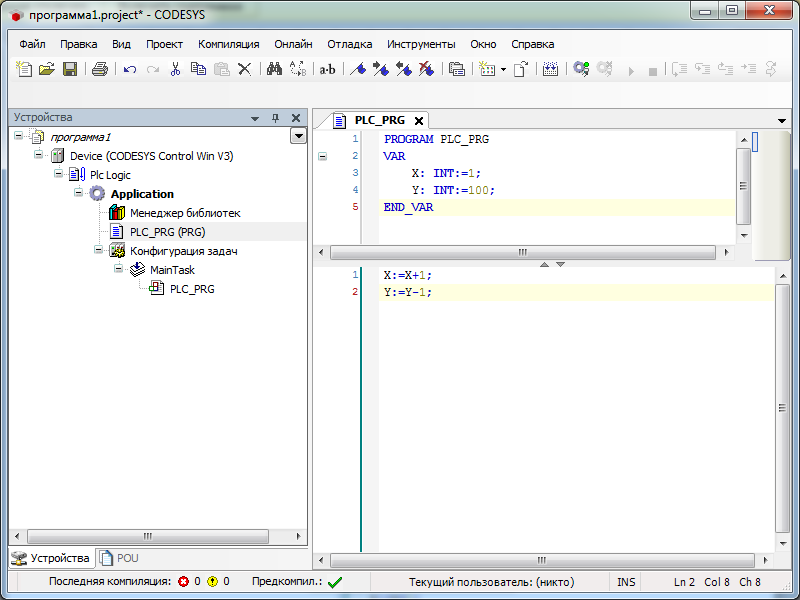 программа1.project* - CODESYS
Файл Правка Вид Проект Компиляция Онлайн Отладка Инструменты Окно Справка
Устройства
программа1
Device (CODESYS Control Win V3)
Plc Logic
Application
Менеджер библиотек
PLC_PRG (PRG)
Конфигурация задач
MainTask
PLC_PRG
Устройства POU
PLC_PRG
1 PROGRAM PLC_PRG
2 VAR
3 X: INT:=1;
4 Y: INT:=100;
5 END_VAR
1 X:=X+1;
2 Y:=Y-1;
Последняя компиляция: 0 0 Предкомпил.: Текущий пользователь: (никто) INS Ln 2 Col 8 Ch 8